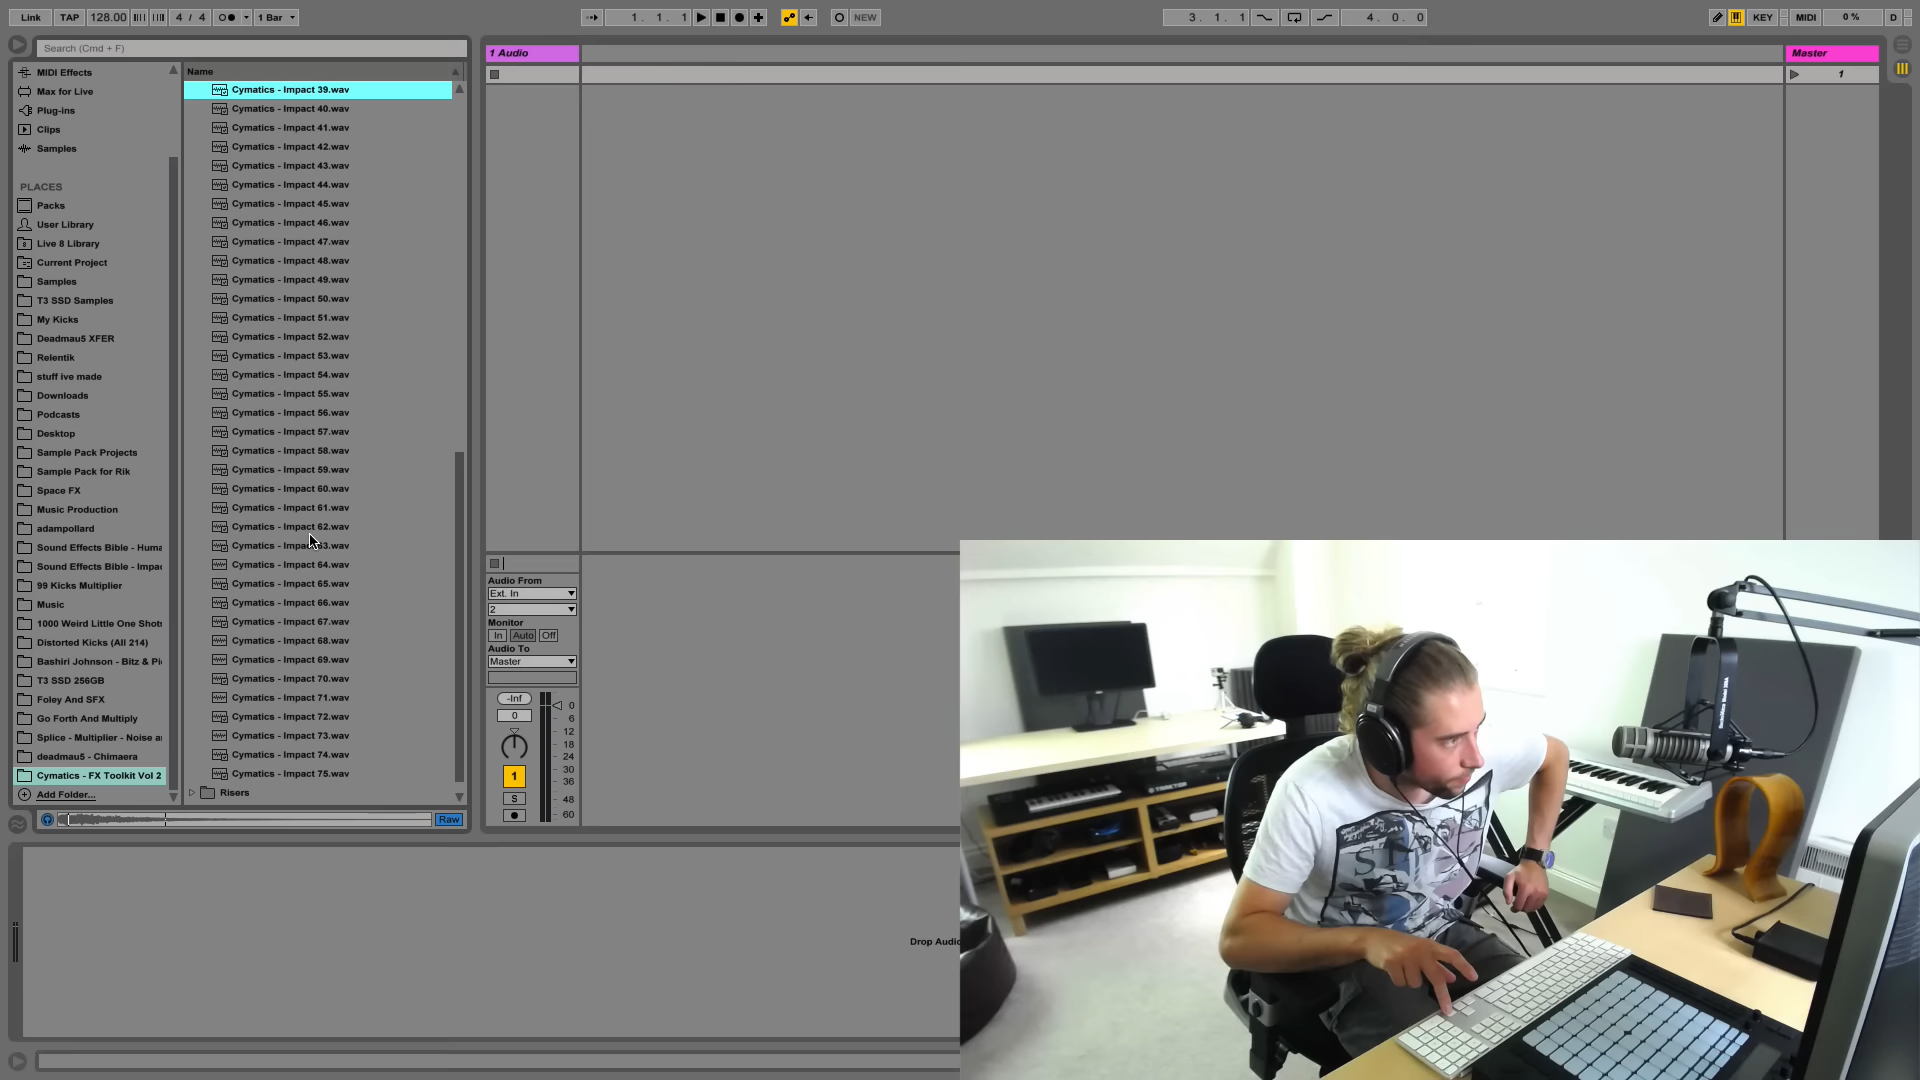 Link TAP 128.00 4 / 4 1 Bar 1. 1. 1 NEW 3. 1. 1 4. 0. 0 KEY MIDI 0 % D
Search (Cmd + F)
MIDI Effects
Max for Live
Plug-ins
Clips
Samples
PLACES
Packs
User Library
Live 8 Library
Current Project
Samples
T3 SSD Samples
My Kicks
Deadmau5 XFER
Relentik
stuff ive made
Downloads
Podcasts
Desktop
Sample Pack Projects
Sample Pack for Rik
Space FX
Music Production
adampollard
Sound Effects Bible - Huma
Sound Effects Bible - Impac
99 Kicks Multiplier
Music
1000 Weird Little One Shots
Distorted Kicks (All 214)
Bashiri Johnson - Bitz & Pi
T3 SSD 256GB
Foley And SFX
Go Forth And Multiply
Splice - Multiplier - Noise a
deadmau5 - Chimaera
Cymatics - FX Toolkit Vol 2
Add Folder...
Name
Cymatics - Impact 39.wav
Cymatics - Impact 40.wav
Cymatics - Impact 41.wav
Cymatics - Impact 42.wav
Cymatics - Impact 43.wav
Cymatics - Impact 44.wav
Cymatics - Impact 45.wav
Cymatics - Impact 46.wav
Cymatics - Impact 47.wav
Cymatics - Impact 48.wav
Cymatics - Impact 49.wav
Cymatics - Impact 50.wav
Cymatics - Impact 51.wav
Cymatics - Impact 52.wav
Cymatics - Impact 53.wav
Cymatics - Impact 54.wav
Cymatics - Impact 55.wav
Cymatics - Impact 56.wav
Cymatics - Impact 57.wav
Cymatics - Impact 58.wav
Cymatics - Impact 59.wav
Cymatics - Impact 60.wav
Cymatics - Impact 61.wav
Cymatics - Impact 62.wav
Cymatics - Impact 63.wav
Cymatics - Impact 64.wav
Cymatics - Impact 65.wav
Cymatics - Impact 66.wav
Cymatics - Impact 67.wav
Cymatics - Impact 68.wav
Cymatics - Impact 69.wav
Cymatics - Impact 70.wav
Cymatics - Impact 71.wav
Cymatics - Impact 72.wav
Cymatics - Impact 73.wav
Cymatics - Impact 74.wav
Cymatics - Impact 75.wav
Risers
Raw
1 Audio
Master
1
Audio From
Ext. In
2
Monitor
In Auto Off
Audio To
Master
-Inf
0
1
S
0
6
12
18
24
30
36
48
60
Drop Audio